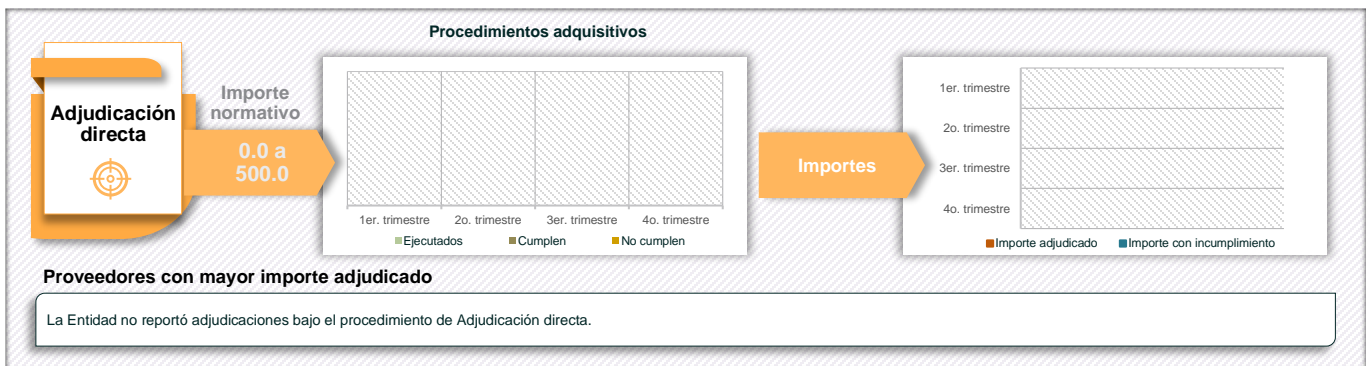 Procedimientos adquisitivos
Adjudicación
directa
Importe
normativo
0.0 a
500.0
1er. trimestre
2o. trimestre
3er. trimestre
4o. trimestre
Ejecutados
Cumplen
No cumplen
Importes
1er. trimestre
2o. trimestre
3er. trimestre
4o. trimestre
Importe adjudicado
Importe con incumplimiento
Proveedores con mayor importe adjudicado
La Entidad no reportó adjudicaciones bajo el procedimiento de Adjudicación directa.